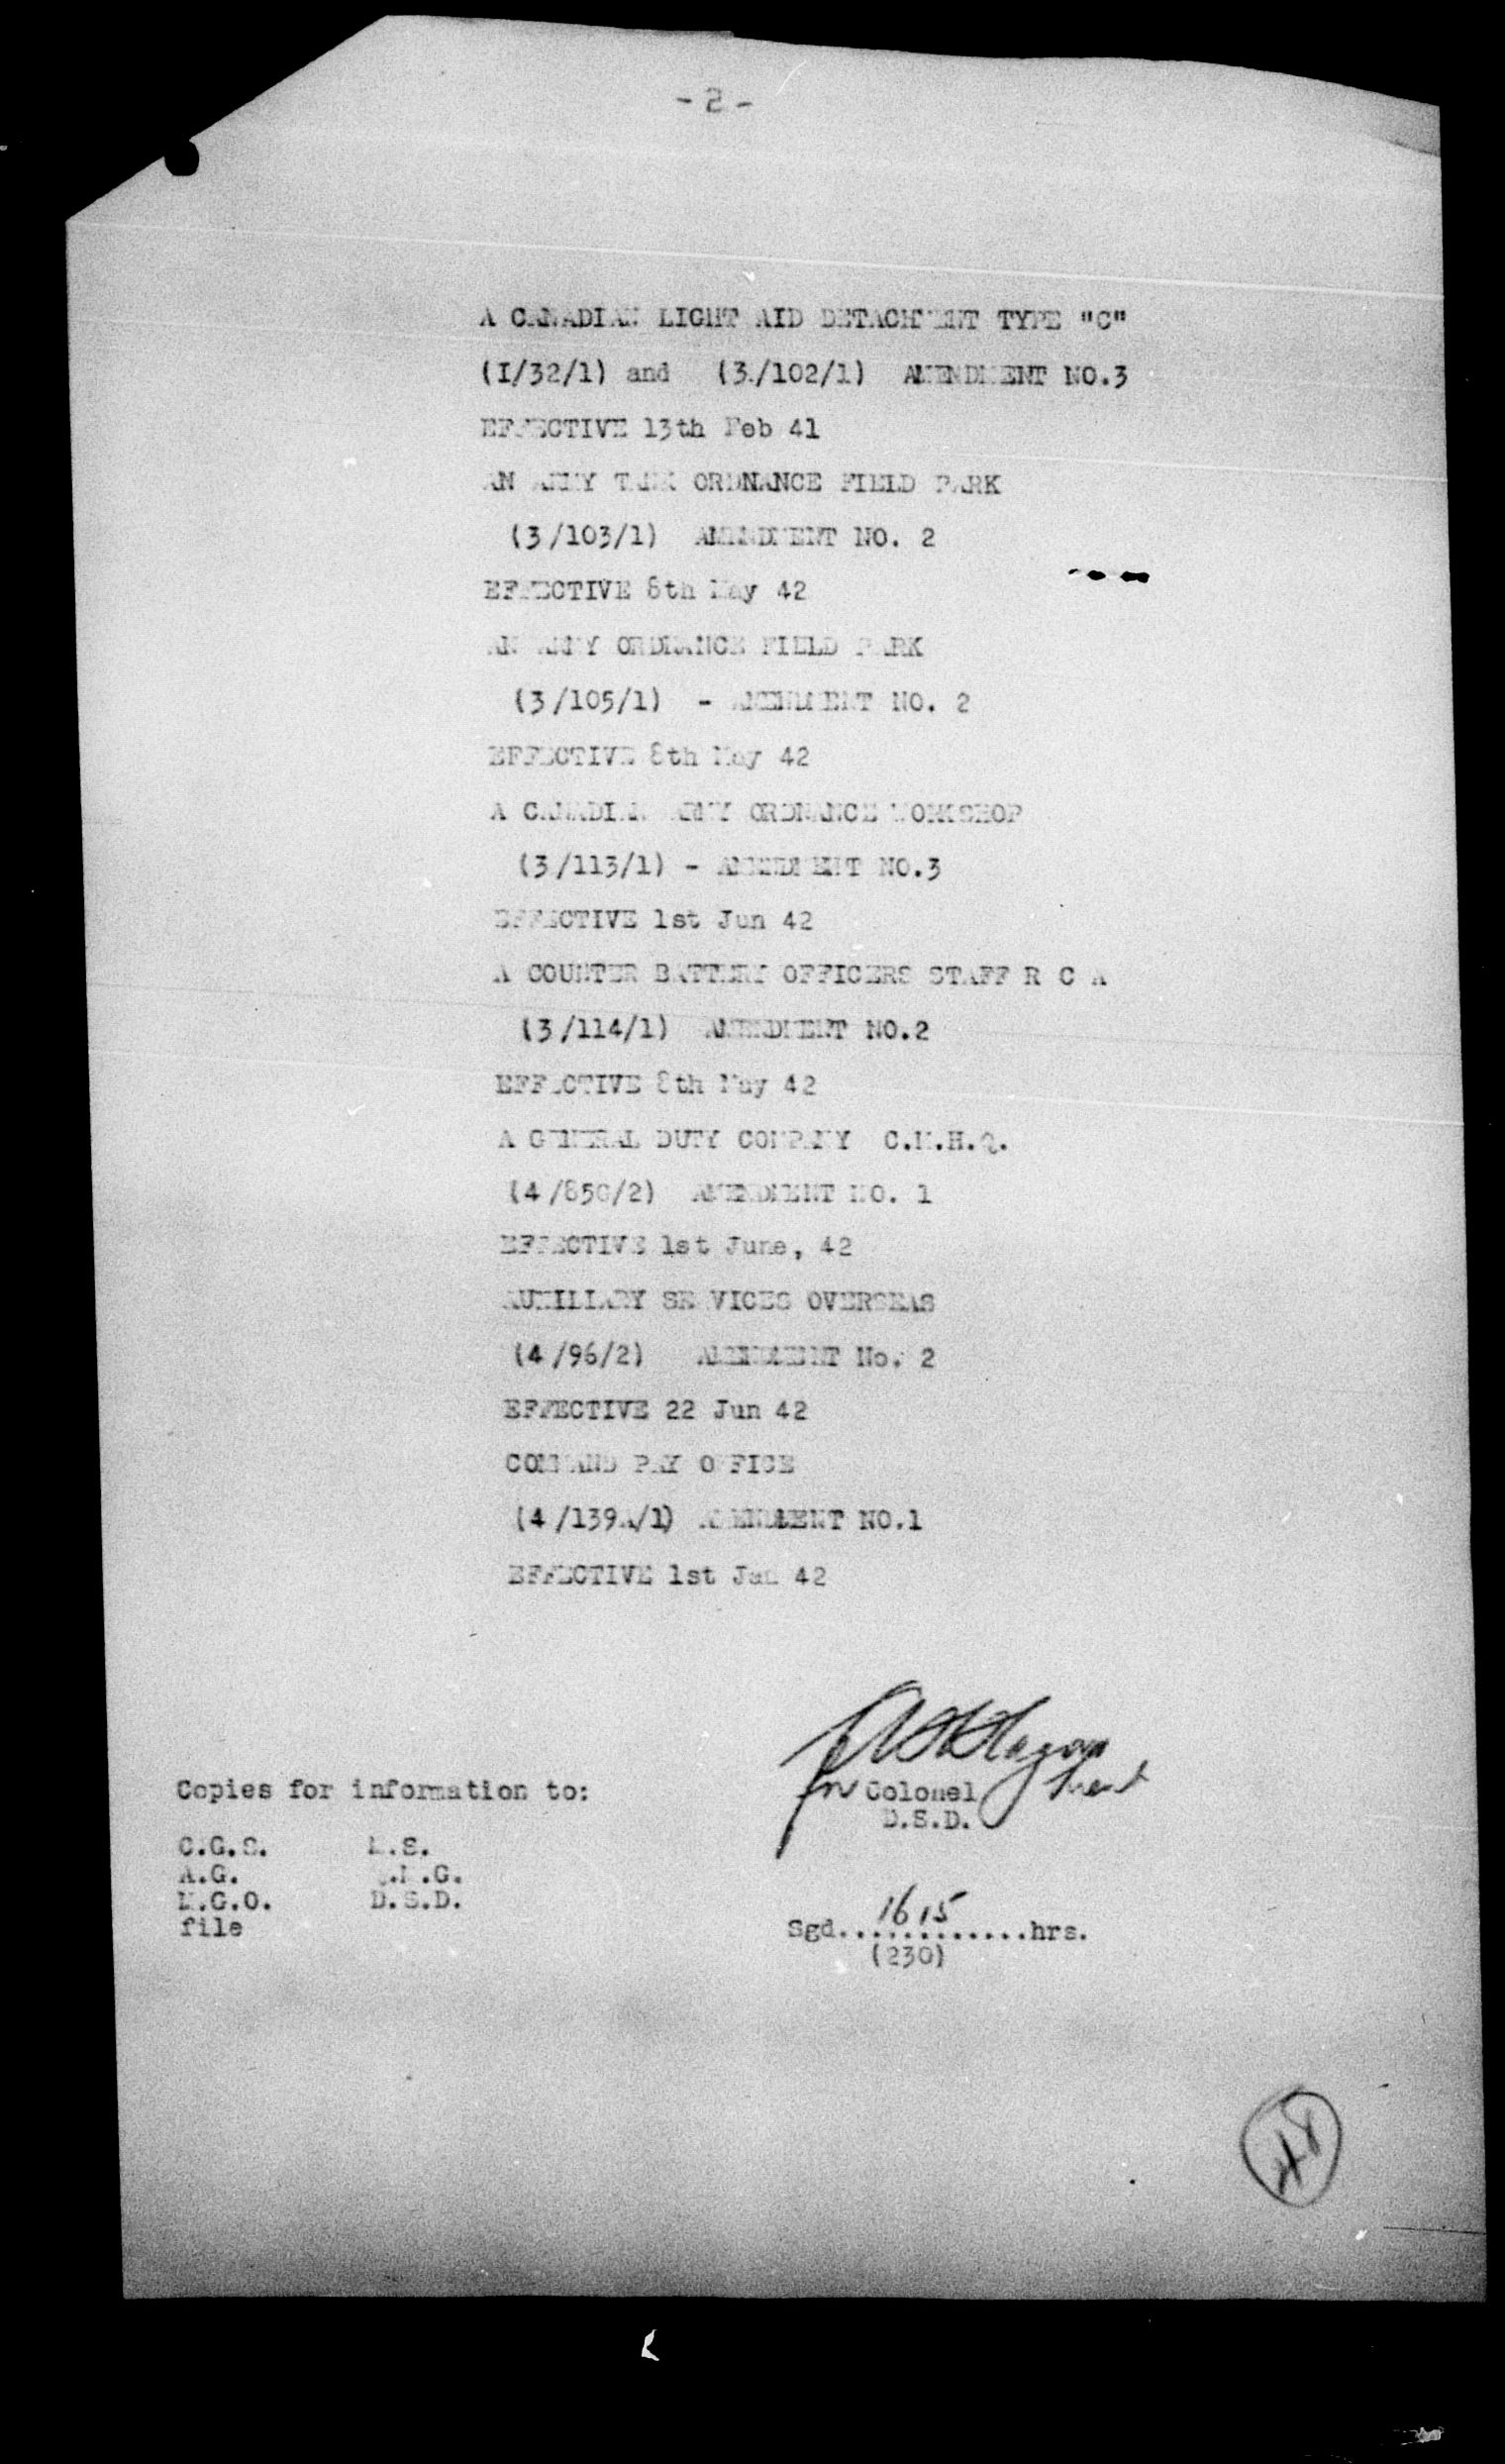 - 2 -
A CANADIAN LIGHT AID DETACHMENT TYPE "C"
(I/32/1) and (3/102/1) AMENDMENT NO.3
EFFECTIVE 13th Feb 41
AN ARMY TANK ORDNANCE FIELD PARK
(3/103/1) AMENDMENT NO. 2
EFFECTIVE 8th May 42
AN ARMY ORDNANCE FIELD PARK
(3/105/1) - AMENDMENT NO. 2
EFFECTIVE 8th May 42
A CANADIAN ARMY ORDNANCE WORKSHOP
(3/113/1) - AMENDMENT NO.3
EFFECTIVE 1st Jun 42
A COUNTER BATTERY OFFICERS STAFF R C A
(3/114/1) AMENDMENT NO.2
EFFECTIVE 8th May 42
A GENERAL DUTY COMPANY C.M.H.Q.
(4/850/2) AMENDMENT NO. 1
EFFECTIVE 1st June, 42
AUXILLARY SERVICES OVERSEAS
(4/96/2) AMENDMENT No. 2
EFFECTIVE 22 Jun 42
COMMAND PAY OFFICE
(4/139A/1) AMENDMENT NO.1
EFFECTIVE 1st Jan 42
for Colonel
D.S.D.
Copies for information to:
C.G.S. M.S.
A.G. Q.M.G.
M.G.O. D.S.D.
file
Sgd. 1615 hrs.
(230)